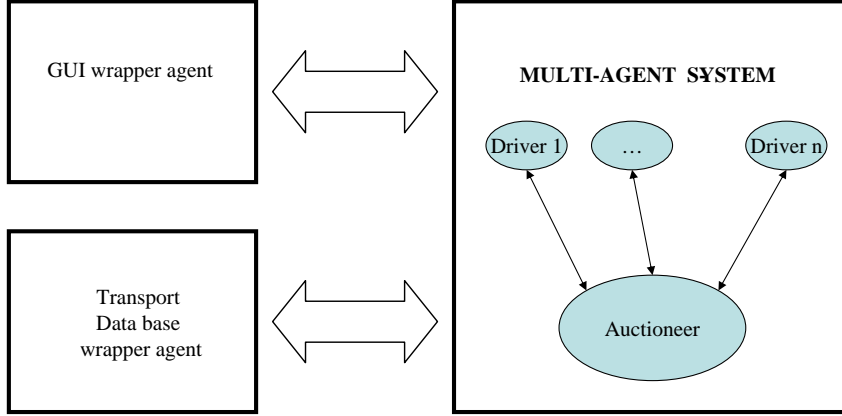 GUI wrapper agent
MULTI-AGENT SYSTEM
Driver 1
…
Driver n
Transport
Data base
wrapper agent
Auctioneer